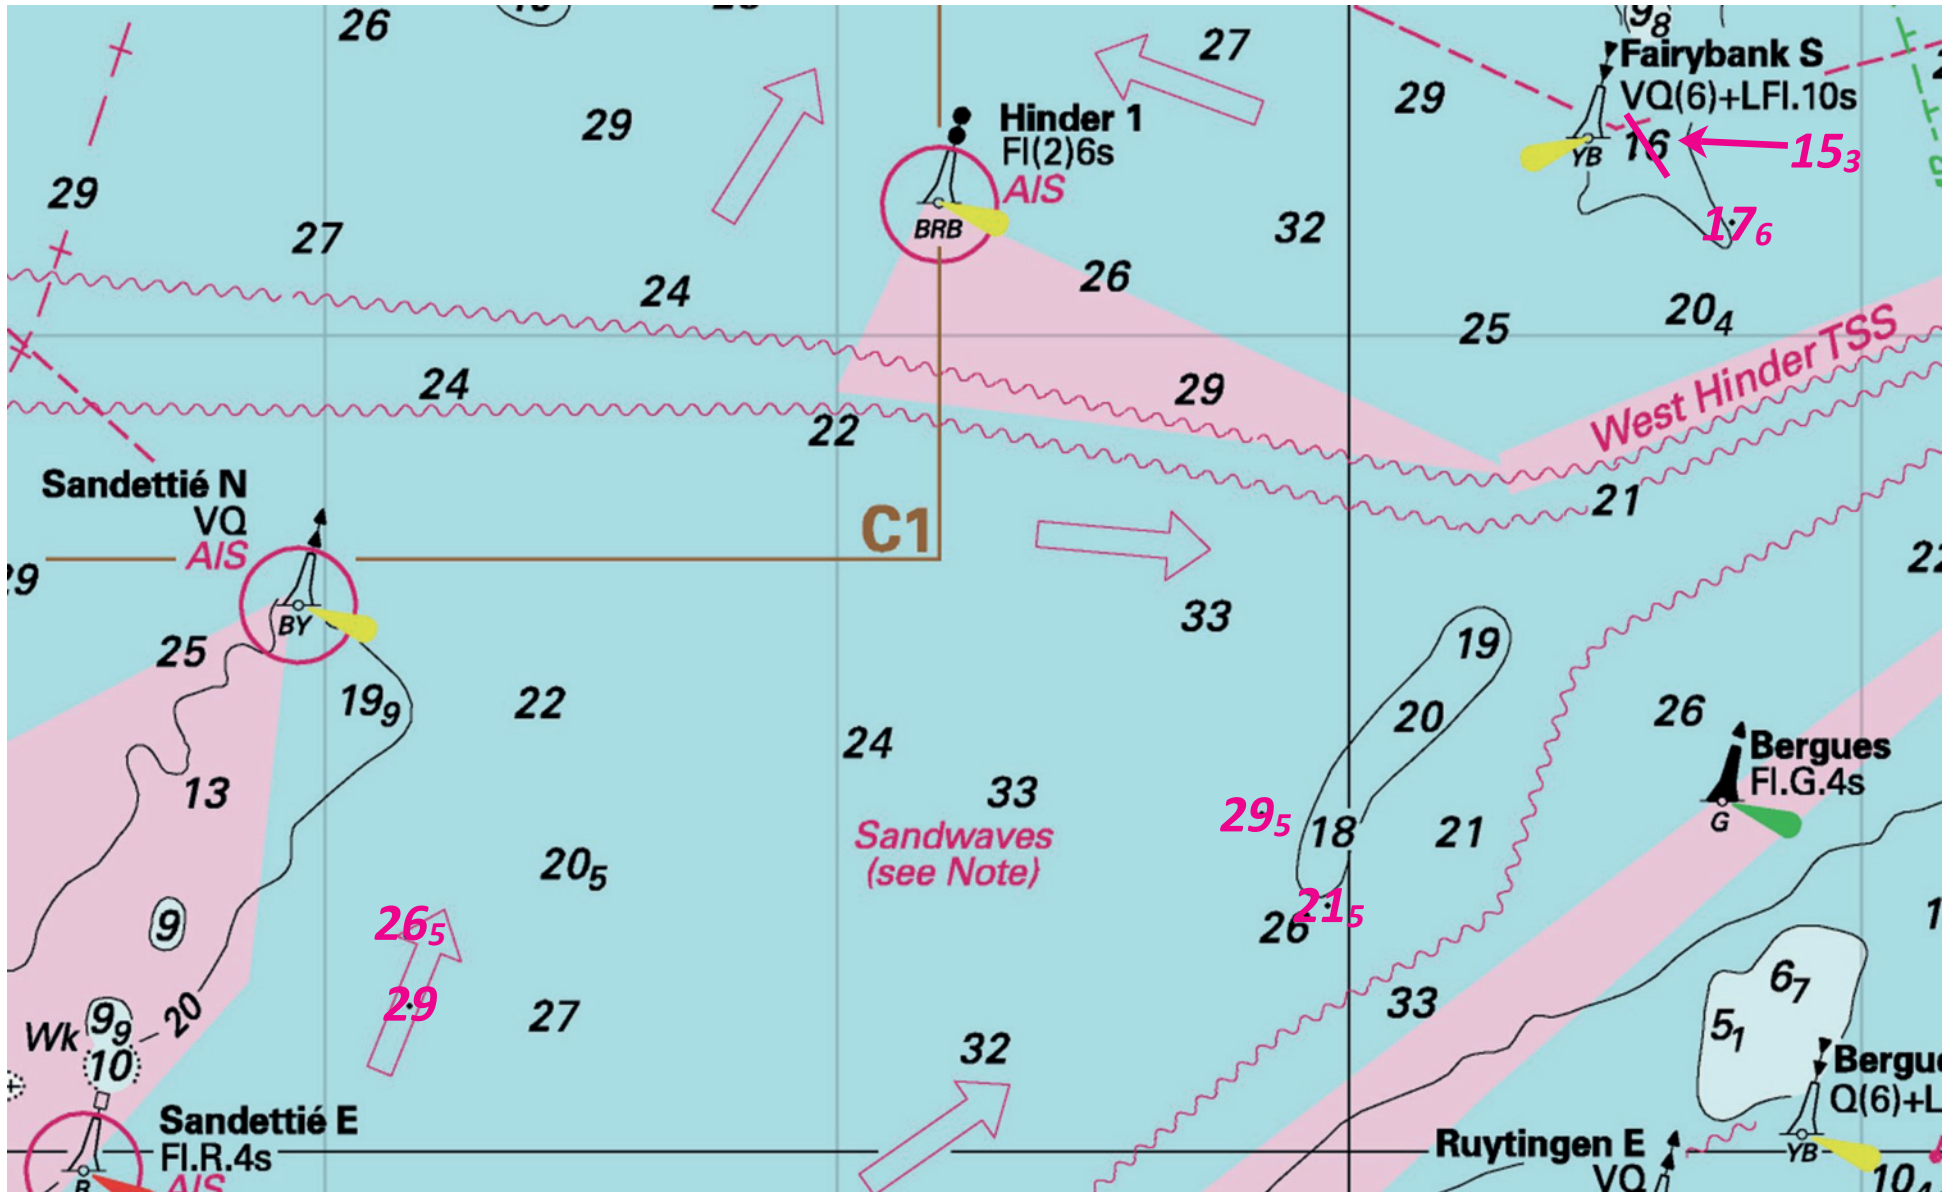 26
27
9₈
Fairybank S
VQ(6)+LFl.10s
29
29
Hinder 1
Fl(2)6s
AIS
BRB
YB
16
15₃
29
27
32
17₆
24
26
25
20₄
West Hinder TSS
24
29
22
21
Sandettié N
VQ
AIS
C1
29
BY
33
25
19
19₉
22
20
26
24
Bergues
Fl.G.4s
G
13
33
29₅
18
21
Sandwaves
(see Note)
20₅
9
26₅
21₅
26
6₇
29
33
5₁
Wk
9₉
20
27
10
32
Sandettié E
Fl.R.4s
AIS
Ruytingen E
VQ
YB
10₄